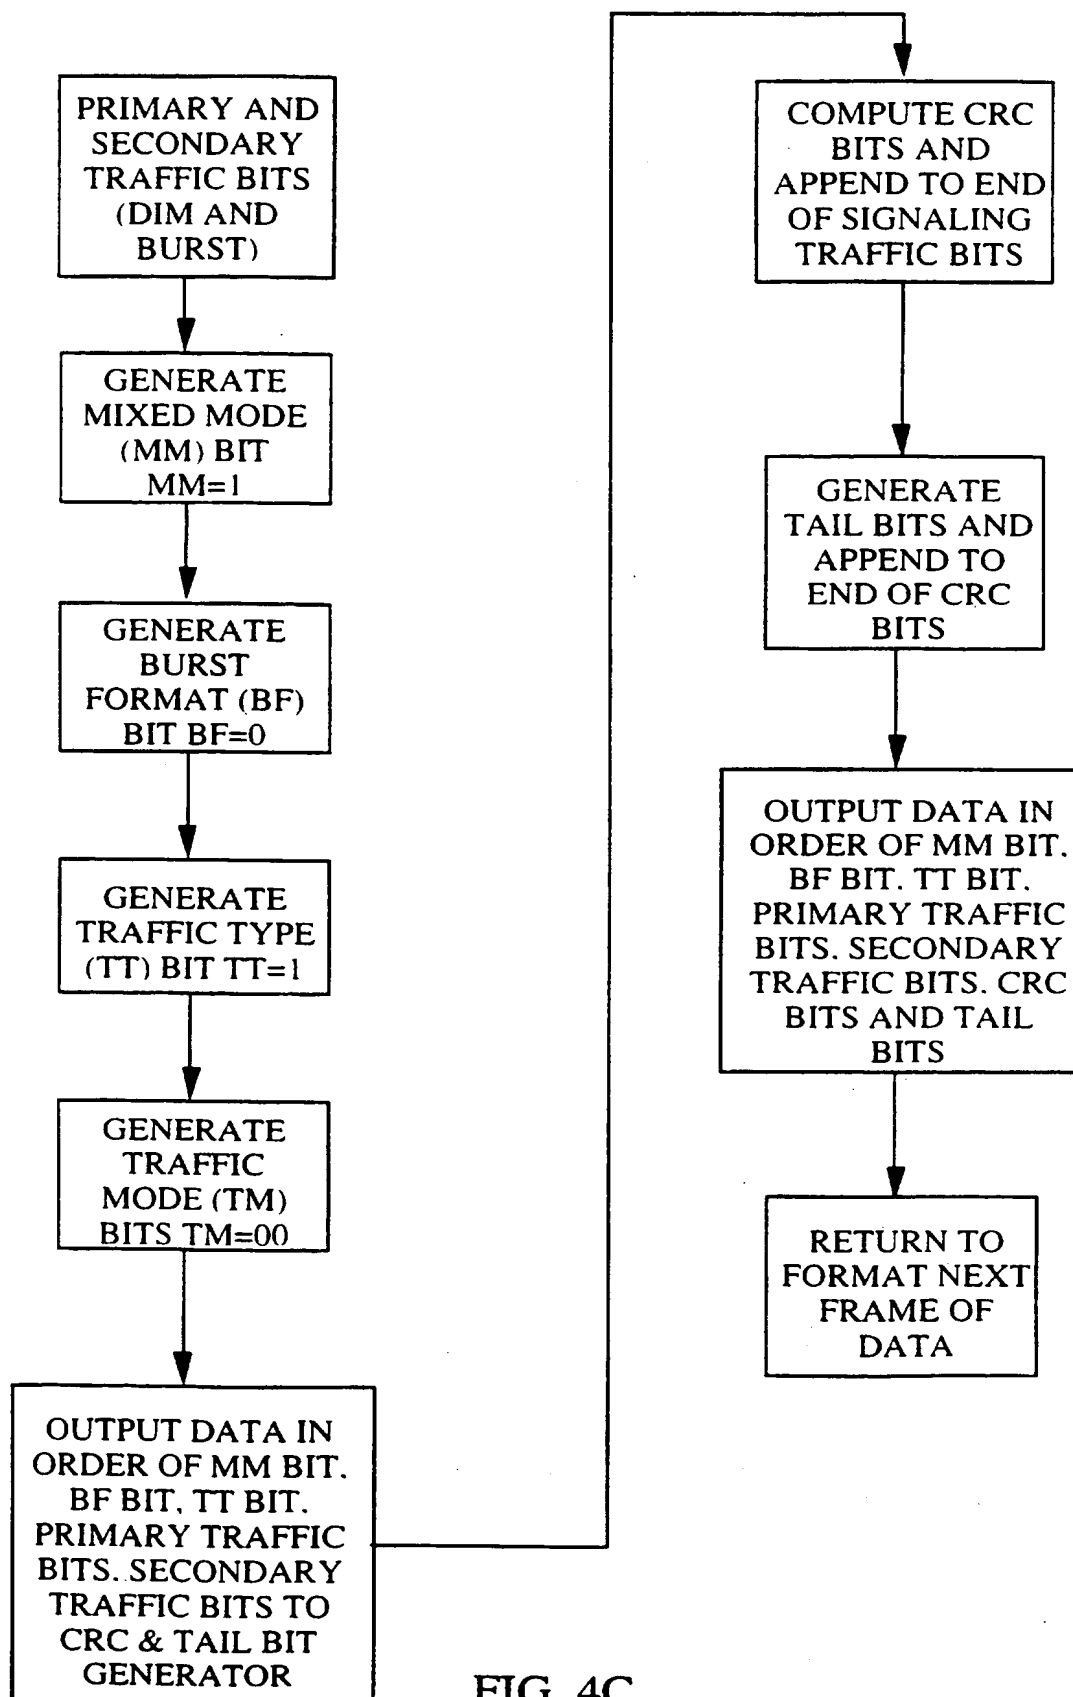 PRIMARY AND
SECONDARY
TRAFFIC BITS
(DIM AND
BURST)
GENERATE
MIXED MODE
(MM) BIT
MM=1
GENERATE
BURST
FORMAT (BF)
BIT BF=0
GENERATE
TRAFFIC TYPE
(TT) BIT TT=1
GENERATE
TRAFFIC
MODE (TM)
BITS TM=00
OUTPUT DATA IN
ORDER OF MM BIT.
BF BIT, TT BIT.
PRIMARY TRAFFIC
BITS. SECONDARY
TRAFFIC BITS TO
CRC & TAIL BIT
GENERATOR
COMPUTE CRC
BITS AND
APPEND TO END
OF SIGNALING
TRAFFIC BITS
GENERATE
TAIL BITS AND
APPEND TO
END OF CRC
BITS
OUTPUT DATA IN
ORDER OF MM BIT.
BF BIT. TT BIT.
PRIMARY TRAFFIC
BITS. SECONDARY
TRAFFIC BITS. CRC
BITS AND TAIL
BITS
RETURN TO
FORMAT NEXT
FRAME OF
DATA
FIG. 4C